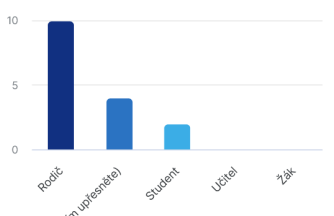 10
5
0
Rodič
upřesněte)
Student
Učitel
Žák